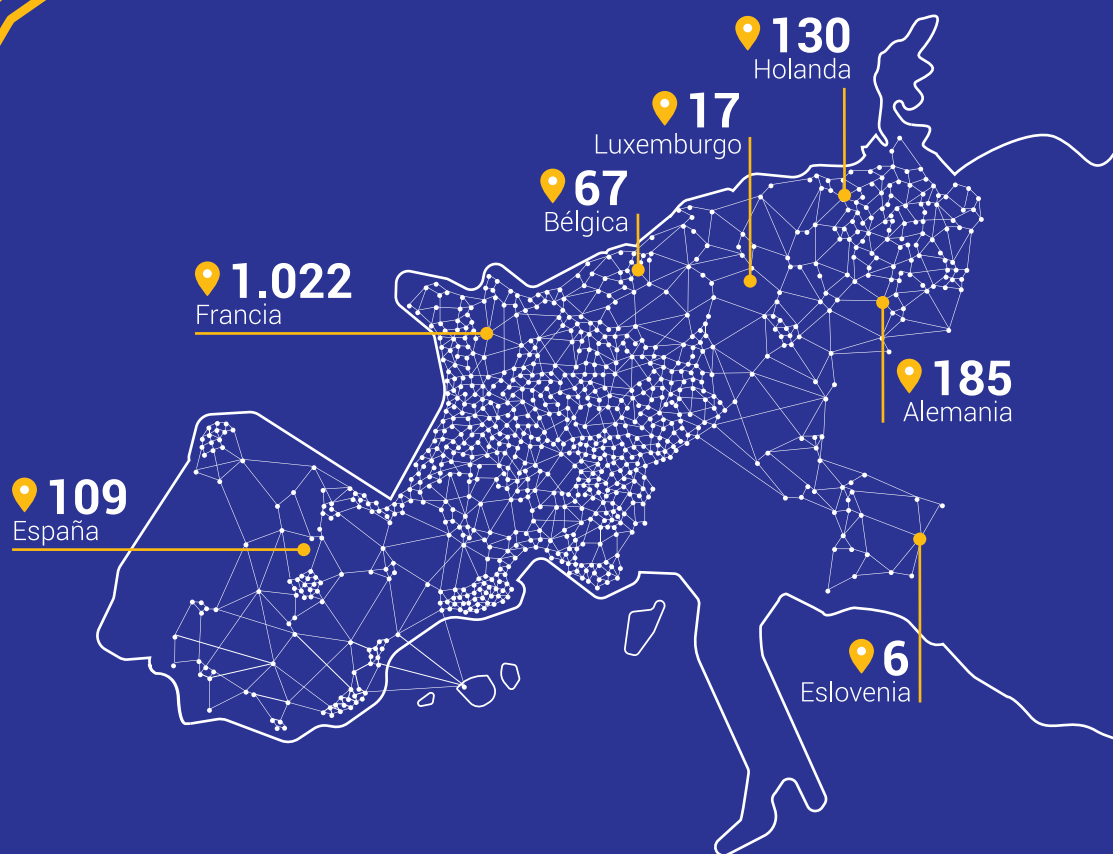 130
Holanda
17
Luxemburgo
67
Bélgica
1.022
Francia
185
Alemania
109
España
6
Eslovenia